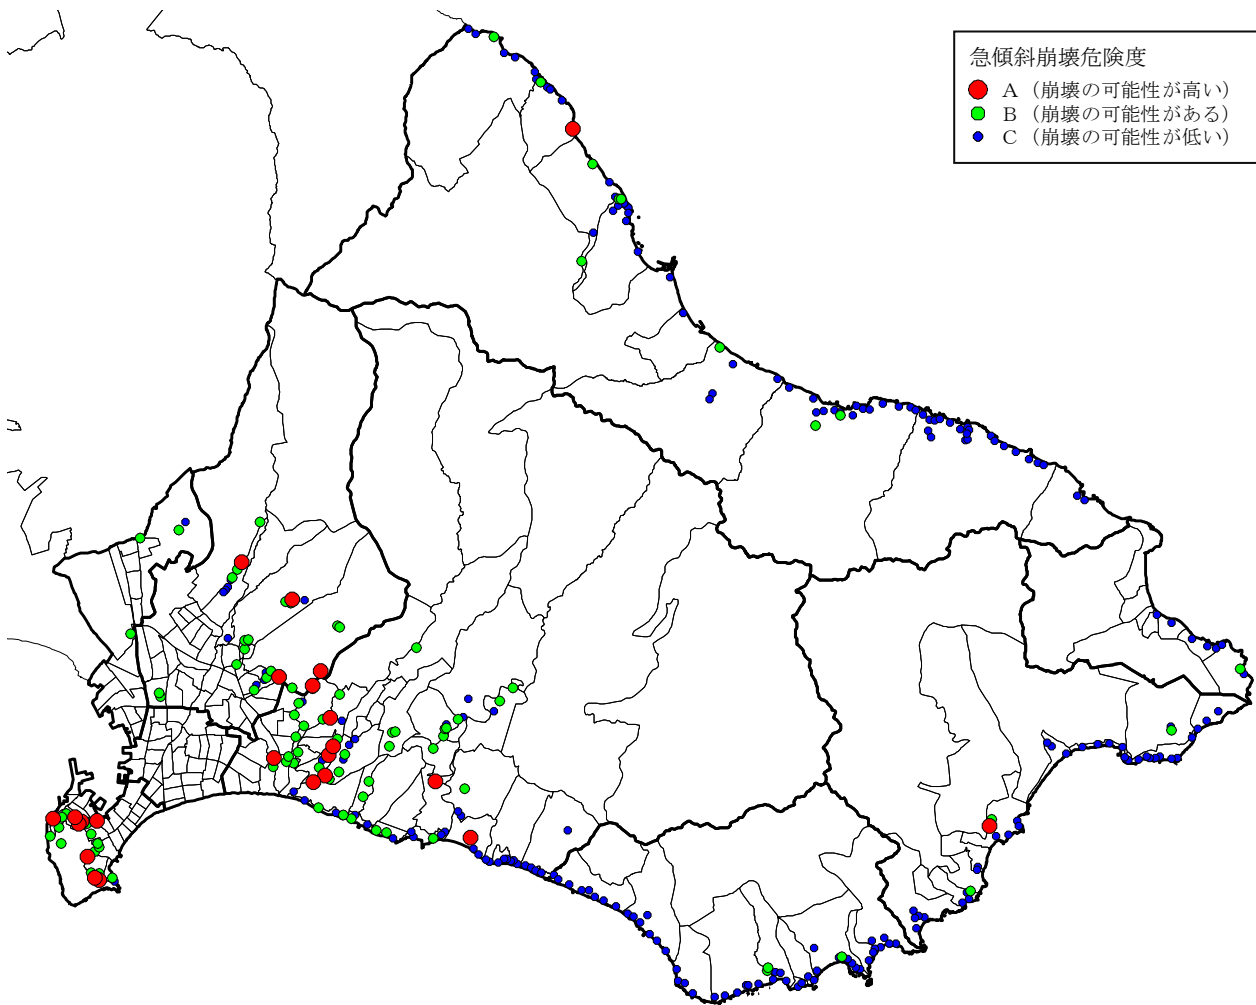 急傾斜崩壊危険度
A（崩壊の可能性が高い）
B（崩壊の可能性がある）
C（崩壊の可能性が低い）